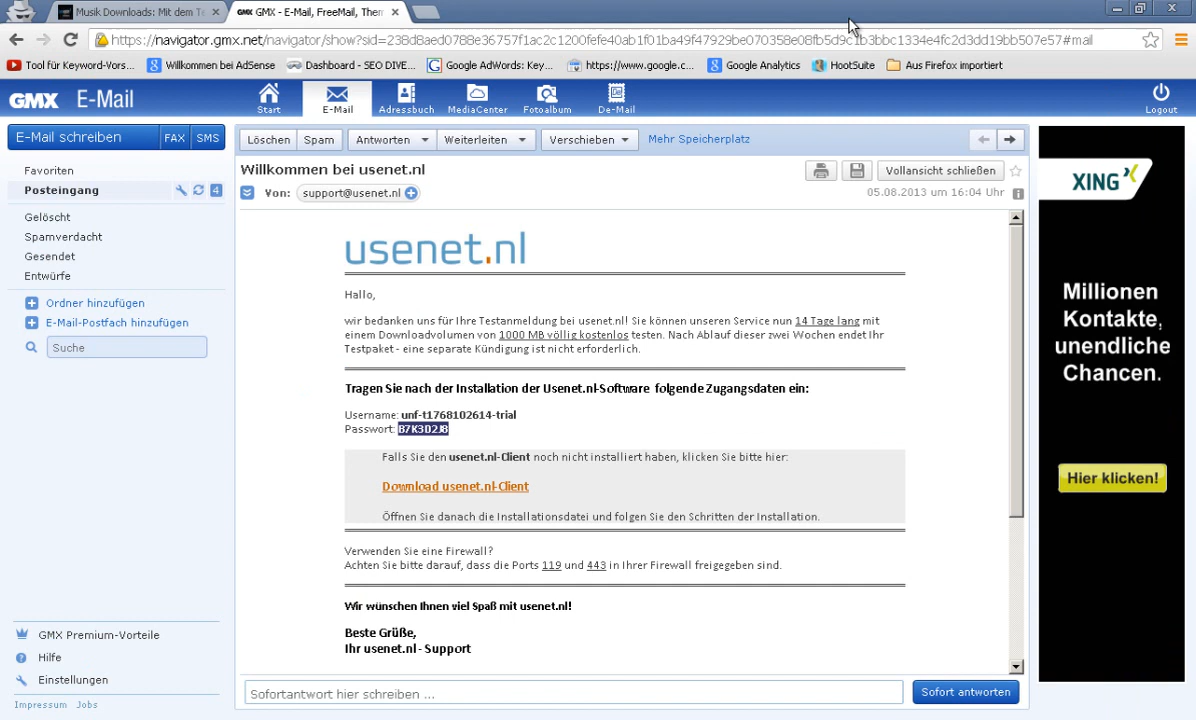 Musik Downloads: Mit dem Te
GMX - E-Mail, FreeMail, Then
https://navigator.gmx.net/navigator/show?sid=238d8aed0788e36757f1ac2c1200fefe40ab1f01ba49f47929be070358e08fb5d9c1b3bbc1334e4fc2d3dd19bb507e57#mail
Tool für Keyword-Vors...
Willkommen bei AdSense
Dashboard - SEO DIVE...
Google AdWords: Key...
https://www.google.c...
Google Analytics
HootSuite
Aus Firefox importiert
GMX E-Mail
Start
E-Mail
Adressbuch
MediaCenter
Fotoalbum
De-Mail
Logout
E-Mail schreiben FAX SMS
Löschen Spam Antworten Weiterleiten Verschieben Mehr Speicherplatz
Favoriten
Posteingang 4
Gelöscht
Spamverdacht
Gesendet
Entwürfe
Ordner hinzufügen
E-Mail-Postfach hinzufügen
Suche
GMX Premium-Vorteile
Hilfe
Einstellungen
Impressum Jobs
Willkommen bei usenet.nl
Vollansicht schließen
Von: support@usenet.nl
05.08.2013 um 16:04 Uhr
usenet.nl
Hallo,
wir bedanken uns für Ihre Testanmeldung bei usenet.nl! Sie können unseren Service nun 14 Tage lang mit
einem Downloadvolumen von 1000 MB völlig kostenlos testen. Nach Ablauf dieser zwei Wochen endet Ihr
Testpaket - eine separate Kündigung ist nicht erforderlich.
Tragen Sie nach der Installation der Usenet.nl-Software folgende Zugangsdaten ein:
Username: unf-t1768102614-trial
Passwort: B7K3D2J8
Falls Sie den usenet.nl-Client noch nicht installiert haben, klicken Sie bitte hier:
Download usenet.nl-Client
Öffnen Sie danach die Installationsdatei und folgen Sie den Schritten der Installation.
Verwenden Sie eine Firewall?
Achten Sie bitte darauf, dass die Ports 119 und 443 in Ihrer Firewall freigegeben sind.
Wir wünschen Ihnen viel Spaß mit usenet.nl!
Beste Grüße,
Ihr usenet.nl - Support
Sofortantwort hier schreiben ...
Sofort antworten
XING
Millionen
Kontakte,
unendliche
Chancen.
Hier klicken!